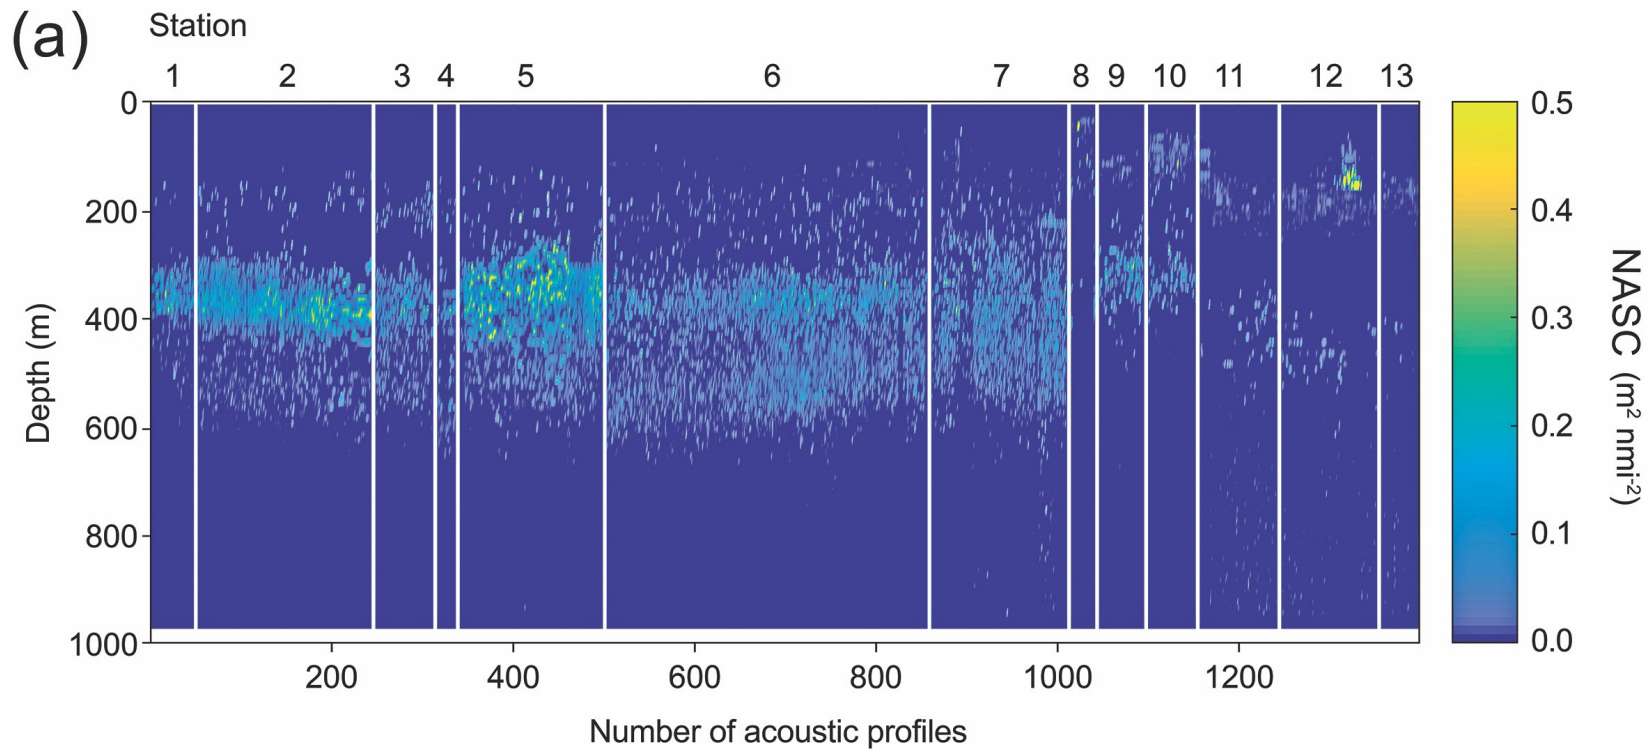 (a)
Station
1 2 3 4 5 6 7 8 9 10 11 12 13
0
200
400
600
800
1000
Depth (m)
200 400 600 800 1000 1200
Number of acoustic profiles
0.5
0.4
0.3
0.2
0.1
0.0
NASC (m² nmi⁻²)